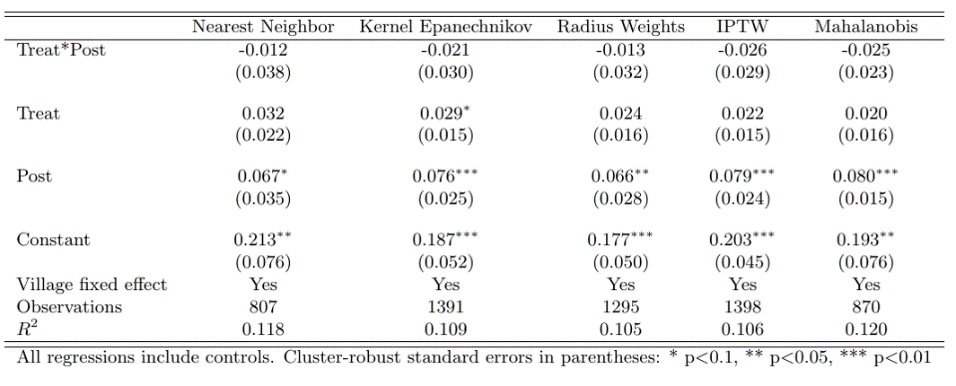 Nearest Neighbor Kernel Epanechnikov Radius Weights IPTW Mahalanobis
Treat*Post -0.012 -0.021 -0.013 -0.026 -0.025
(0.038) (0.030) (0.032) (0.029) (0.023)
Treat 0.032 0.029* 0.024 0.022 0.020
(0.022) (0.015) (0.016) (0.015) (0.016)
Post 0.067* 0.076*** 0.066** 0.079*** 0.080***
(0.035) (0.025) (0.028) (0.024) (0.015)
Constant 0.213** 0.187*** 0.177*** 0.203*** 0.193**
(0.076) (0.052) (0.050) (0.045) (0.076)
Village fixed effect Yes Yes Yes Yes Yes
Observations 807 1391 1295 1398 870
R² 0.118 0.109 0.105 0.106 0.120
All regressions include controls. Cluster-robust standard errors in parentheses: * p<0.1, ** p<0.05, *** p<0.01